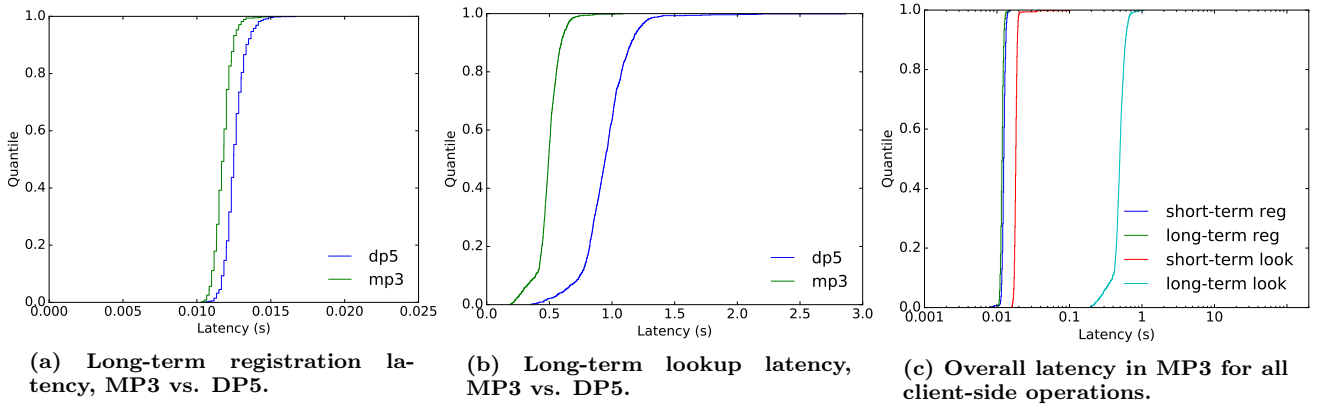 1.0
0.8
0.6
0.4
0.2
0.0
Quantile
dp5
mp3
0.000 0.005 0.010 0.015 0.020 0.025
Latency (s)
(a) Long-term registration la-
tency, MP3 vs. DP5.
1.0
0.8
0.6
0.4
0.2
0.0
Quantile
dp5
mp3
0.0 0.5 1.0 1.5 2.0 2.5 3.0
Latency (s)
(b) Long-term lookup latency,
MP3 vs. DP5.
1.0
0.8
0.6
0.4
0.2
0.0
Quantile
short-term reg
long-term reg
short-term look
long-term look
0.001 0.01 0.1 1 10 100
Latency (s)
(c) Overall latency in MP3 for all
client-side operations.